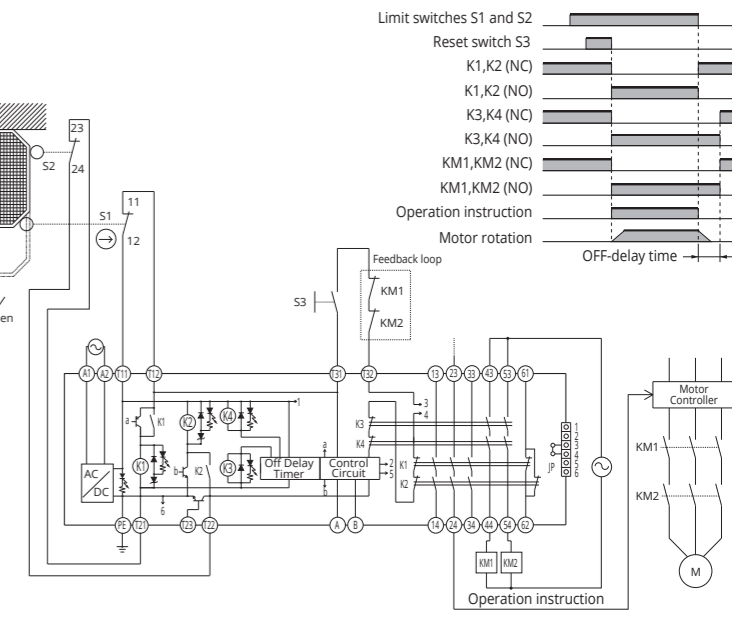 Limit switches S1 and S2
Reset switch S3
K1,K2 (NC)
K1,K2 (NO)
K3,K4 (NC)
K3,K4 (NO)
KM1,KM2 (NC)
KM1,KM2 (NO)
Operation instruction
Motor rotation
OFF-delay time
23
S2
24
11
S1
12
en
Feedback loop
S3
KM1
KM2
A1 A2 T11 T12 T31 T32 13 23 33 43 53 61
Motor
Controller
1
3
4
a
K1
K2
K4
K3
K4
a
1
2
3
4
5
6
JP
AC
DC
K1
b
K2
K3
Off Delay
Timer
Control
Circuit
2
5
K1
K2
b
6
KM1
KM2
PE T21 T23 T22 A B 14 24 34 44 54 62
KM1 KM2
M
Operation instruction